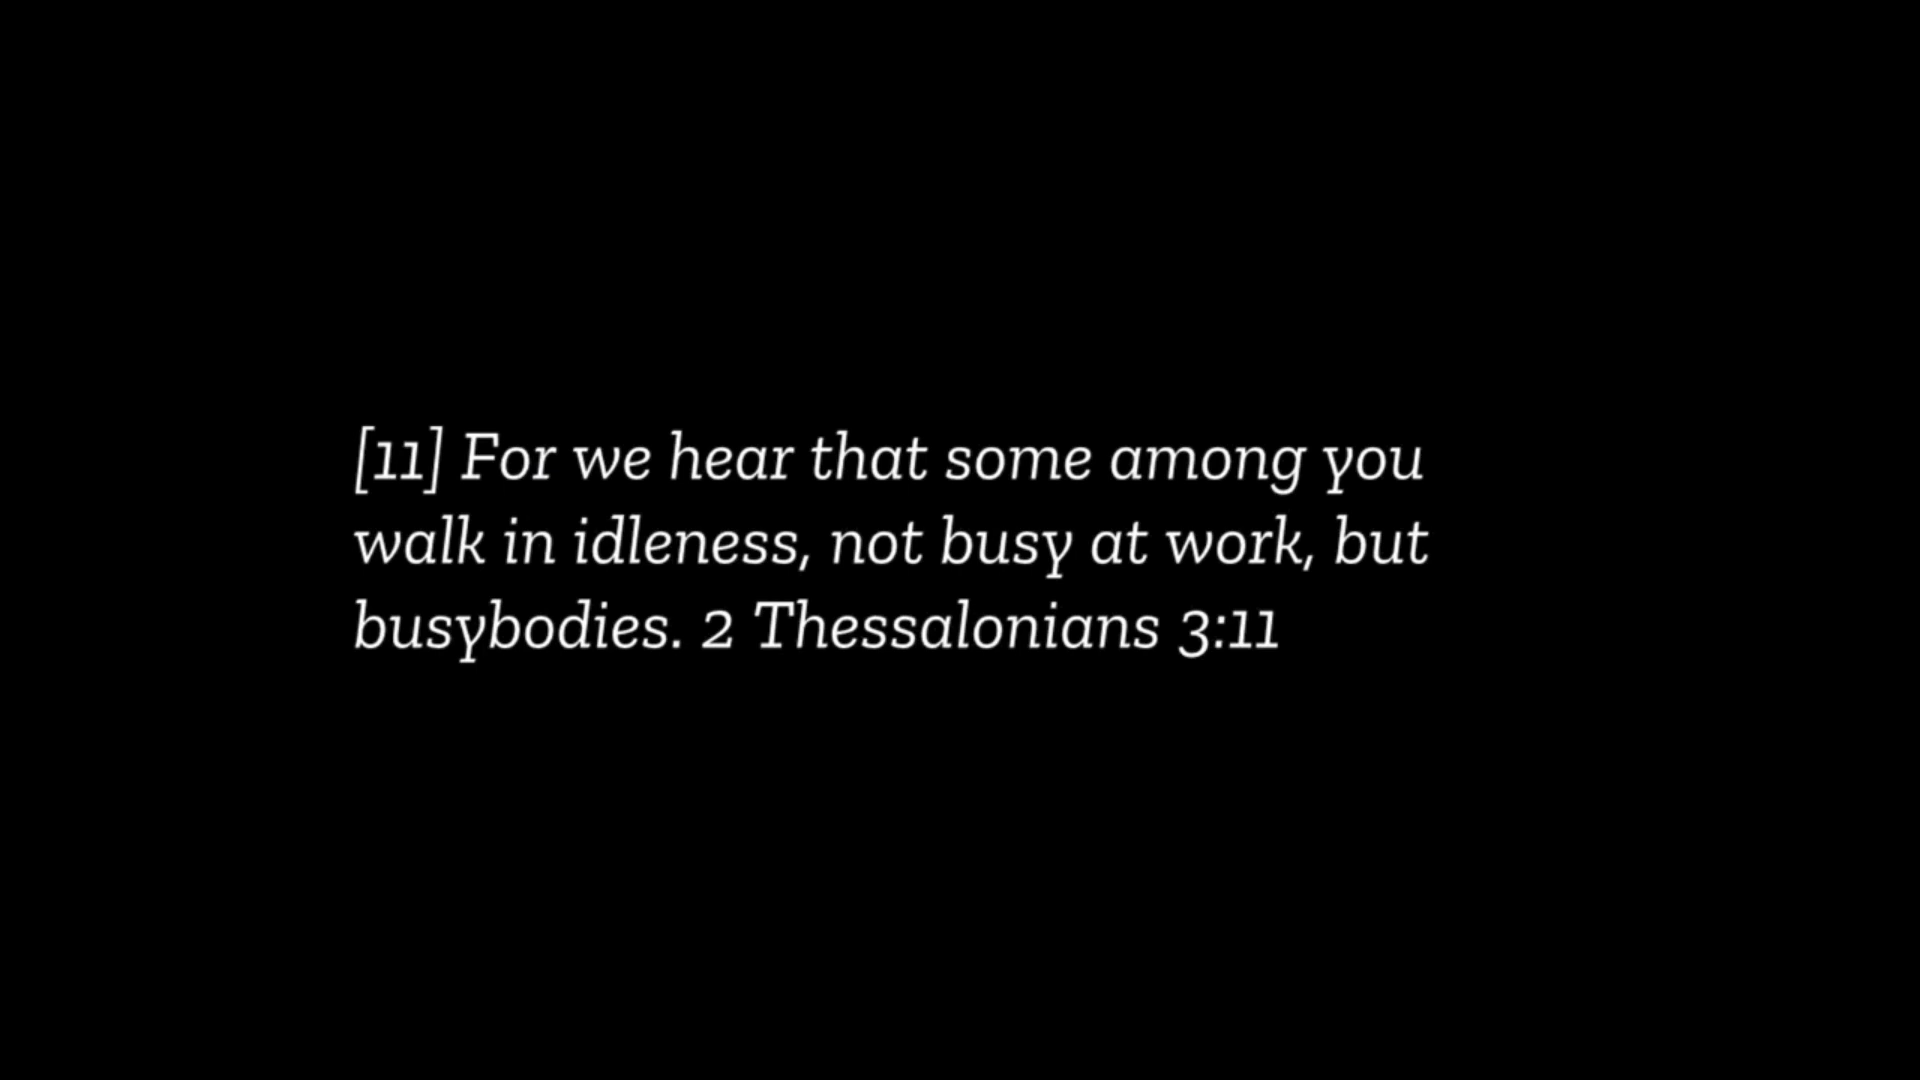 [11] For we hear that some among you
walk in idleness, not busy at work, but
busybodies. 2 Thessalonians 3:11